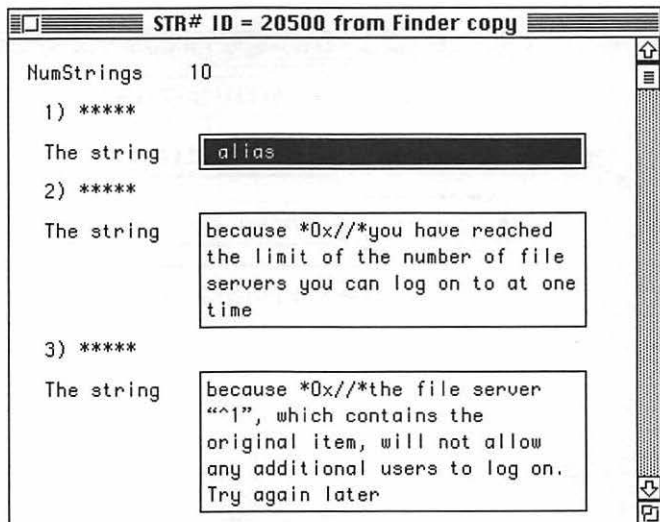 STR# ID = 20500 from Finder copy
NumStrings 10
1) *****
The string alias
2) *****
The string because *0x//*you have reached
the limit of the number of file
servers you can log on to at one
time
3) *****
The string because *0x//*the file server
“^1”, which contains the
original item, will not allow
any additional users to log on.
Try again later